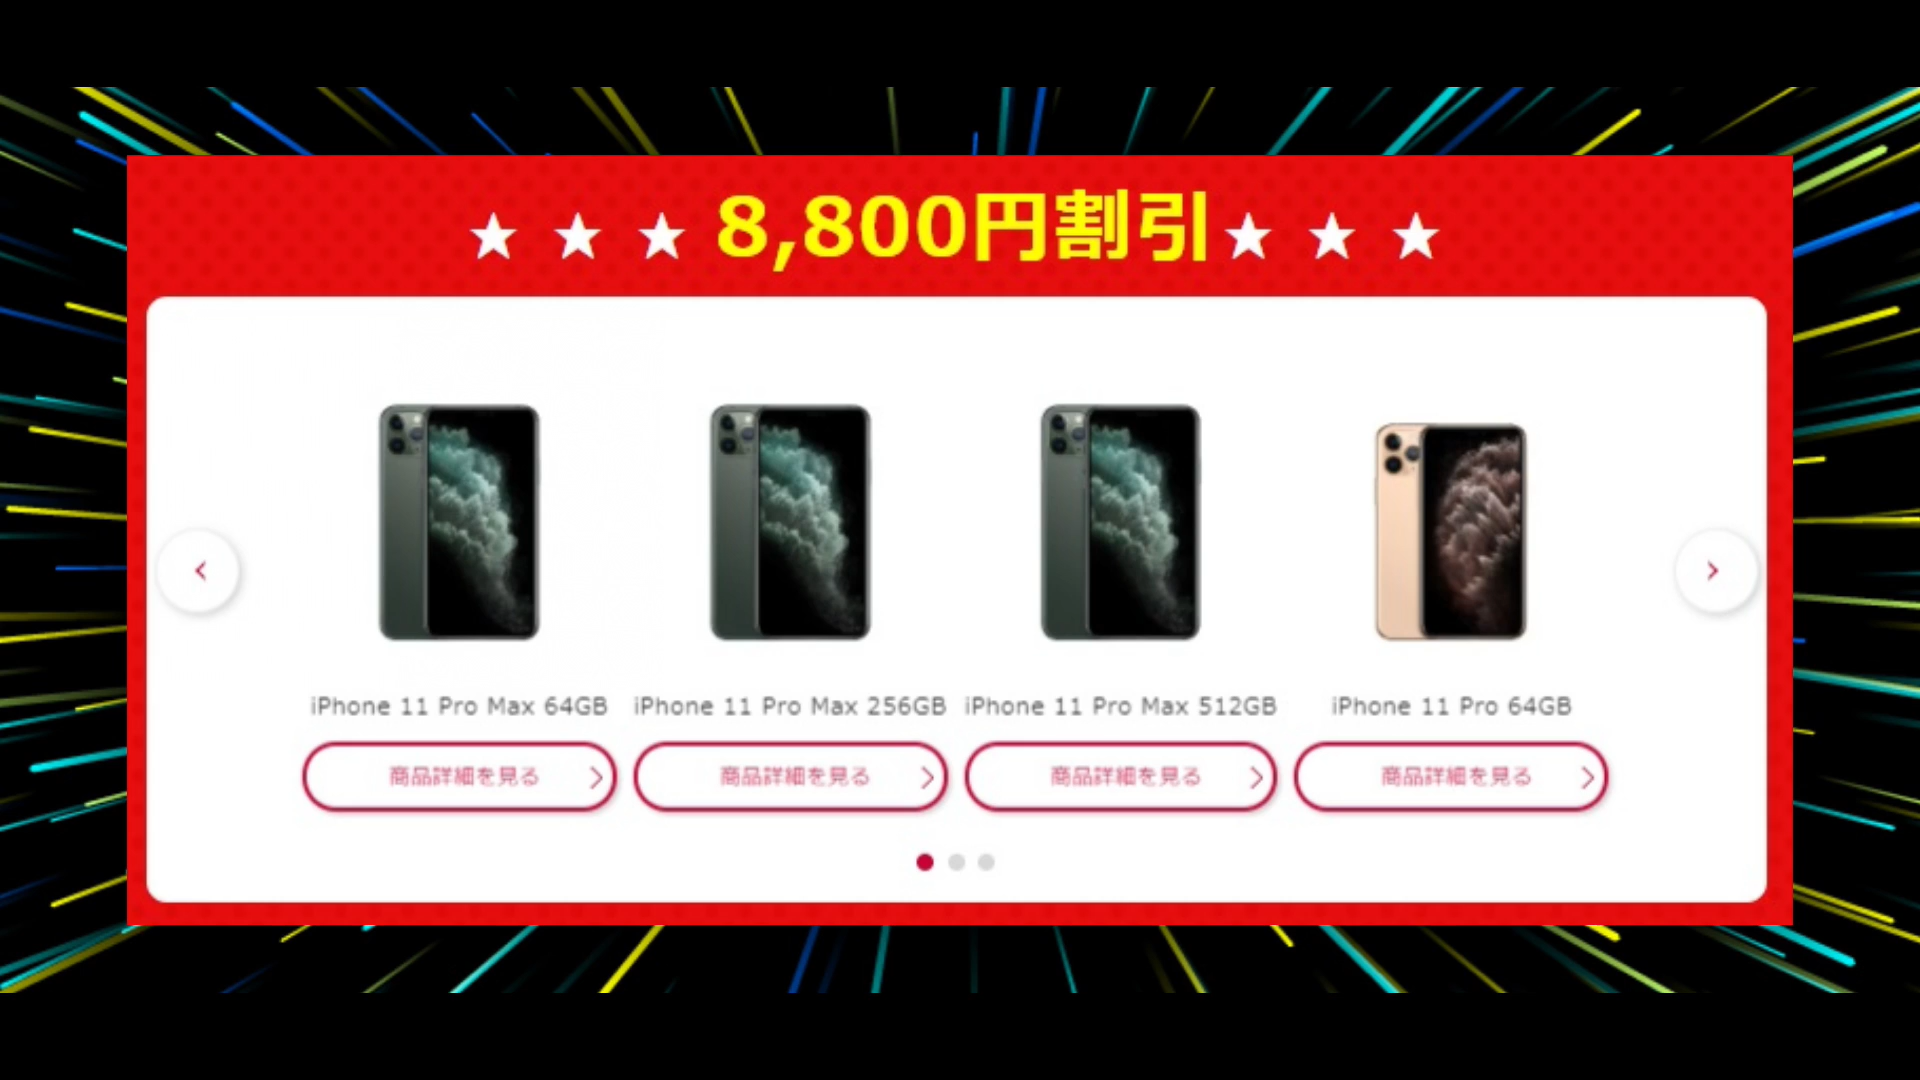 ★ ★ ★ 8,800円割引 ★ ★ ★
iPhone 11 Pro Max 64GB
iPhone 11 Pro Max 256GB
iPhone 11 Pro Max 512GB
iPhone 11 Pro 64GB
商品詳細を見る
商品詳細を見る
商品詳細を見る
商品詳細を見る